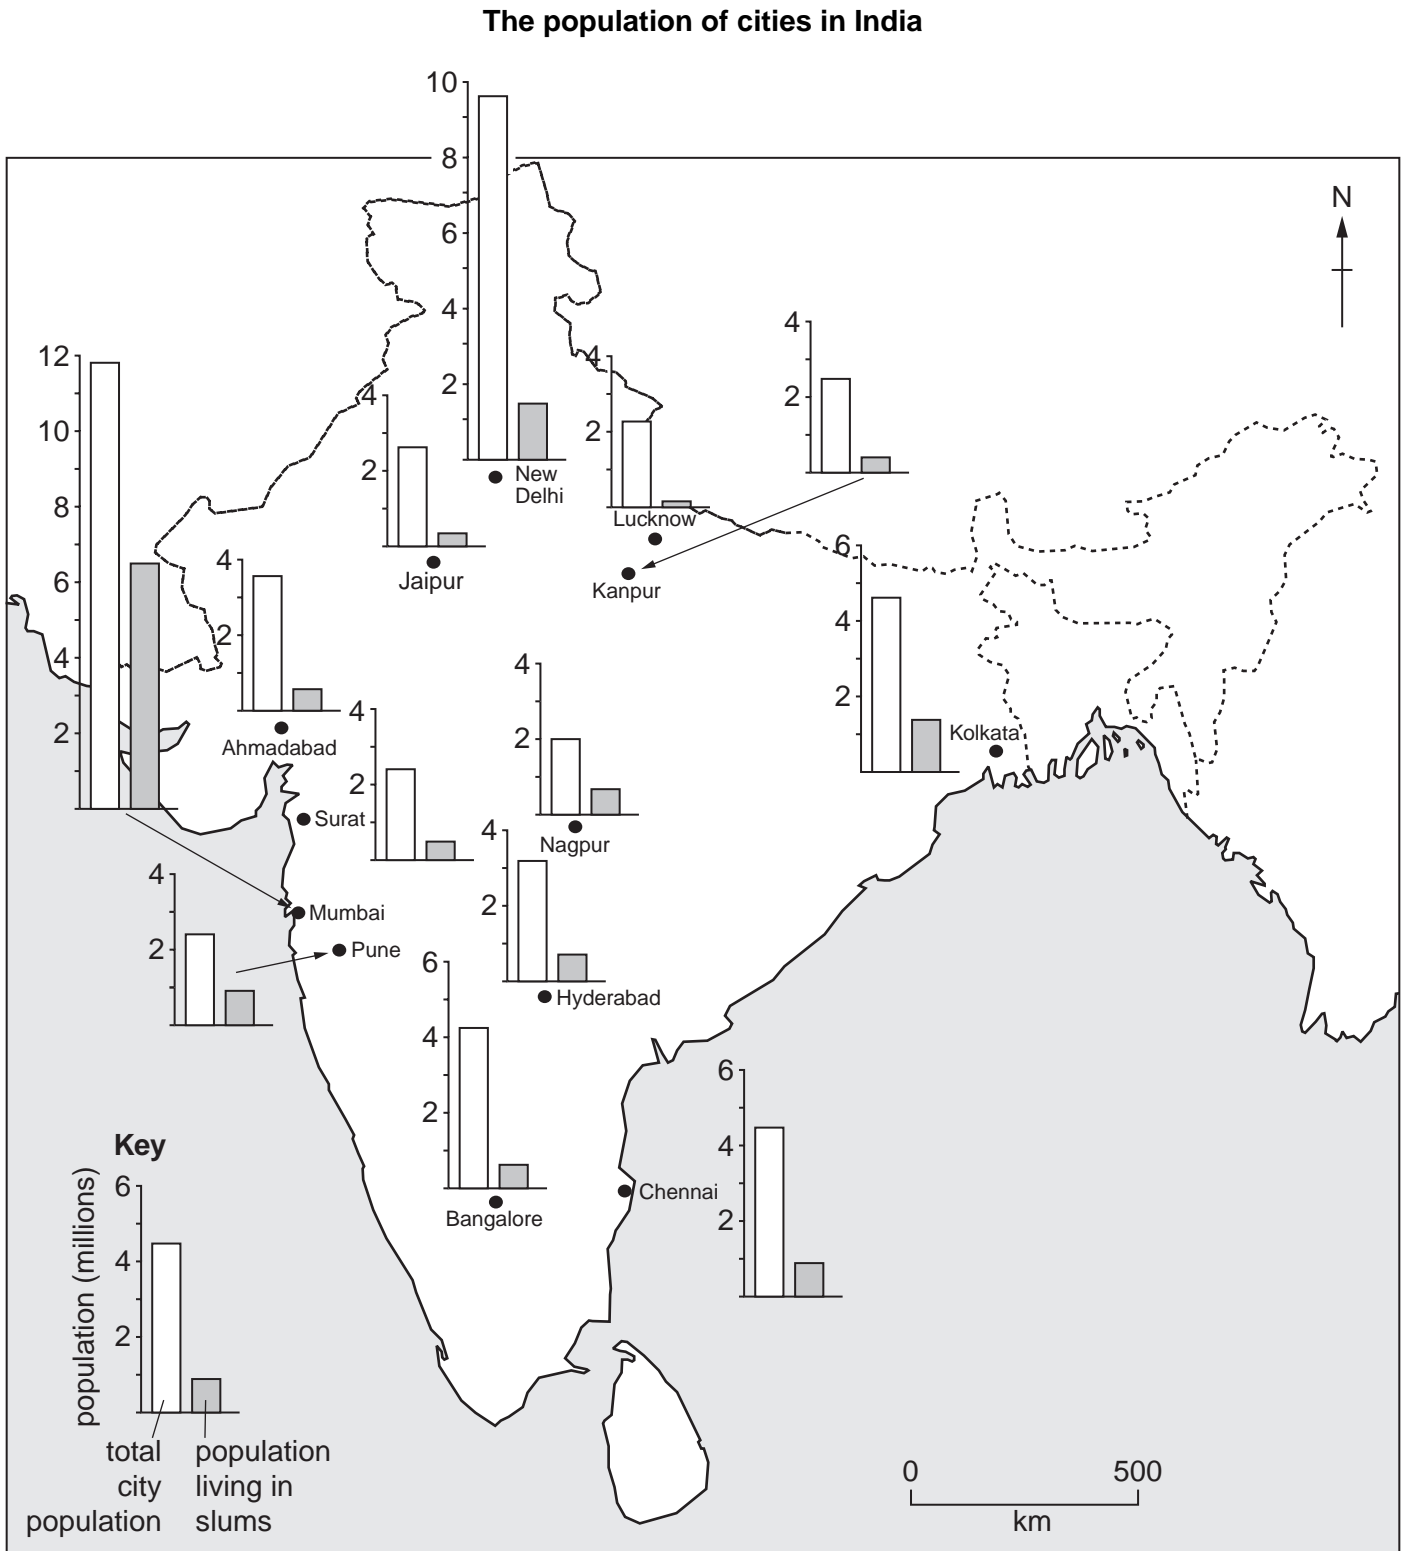 The population of cities in India
10
8
6
4
2
New
Delhi
N
4
2
Kanpur
4
2
Lucknow
12
10
8
6
4
2
Mumbai
4
2
Jaipur
4
2
Ahmadabad
6
4
2
Kolkata
4
2
Surat
4
2
Nagpur
4
2
Hyderabad
4
2
Pune
6
4
2
Bangalore
6
4
2
Chennai
Key
population (millions)
6
4
2
total
city
population
population
living in
slums
0
500
km